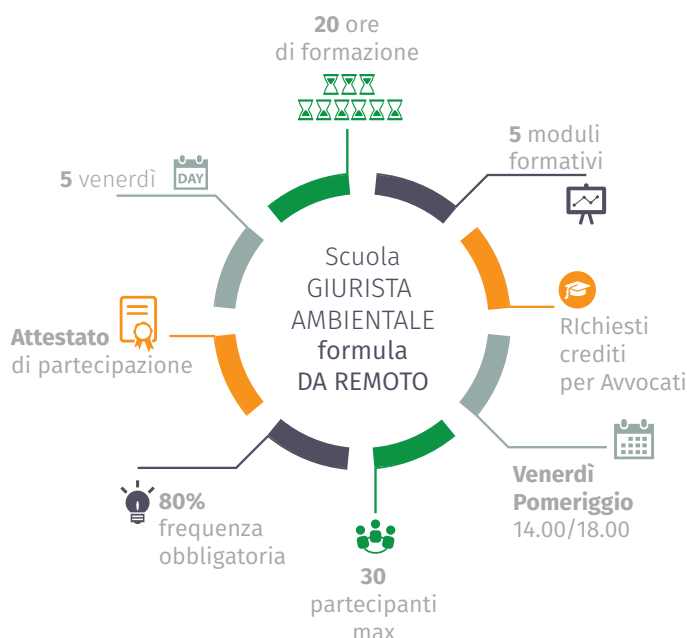 20 ore
di formazione
5 moduli
formativi
5 venerdì
DAY
Scuola
GIURISTA
AMBIENTALE
formula
DA REMOTO
RIchiesti
crediti
per Avvocati
Attestato
di partecipazione
Venerdì
Pomeriggio
14.00/18.00
80%
frequenza
obbligatoria
30
partecipanti
max